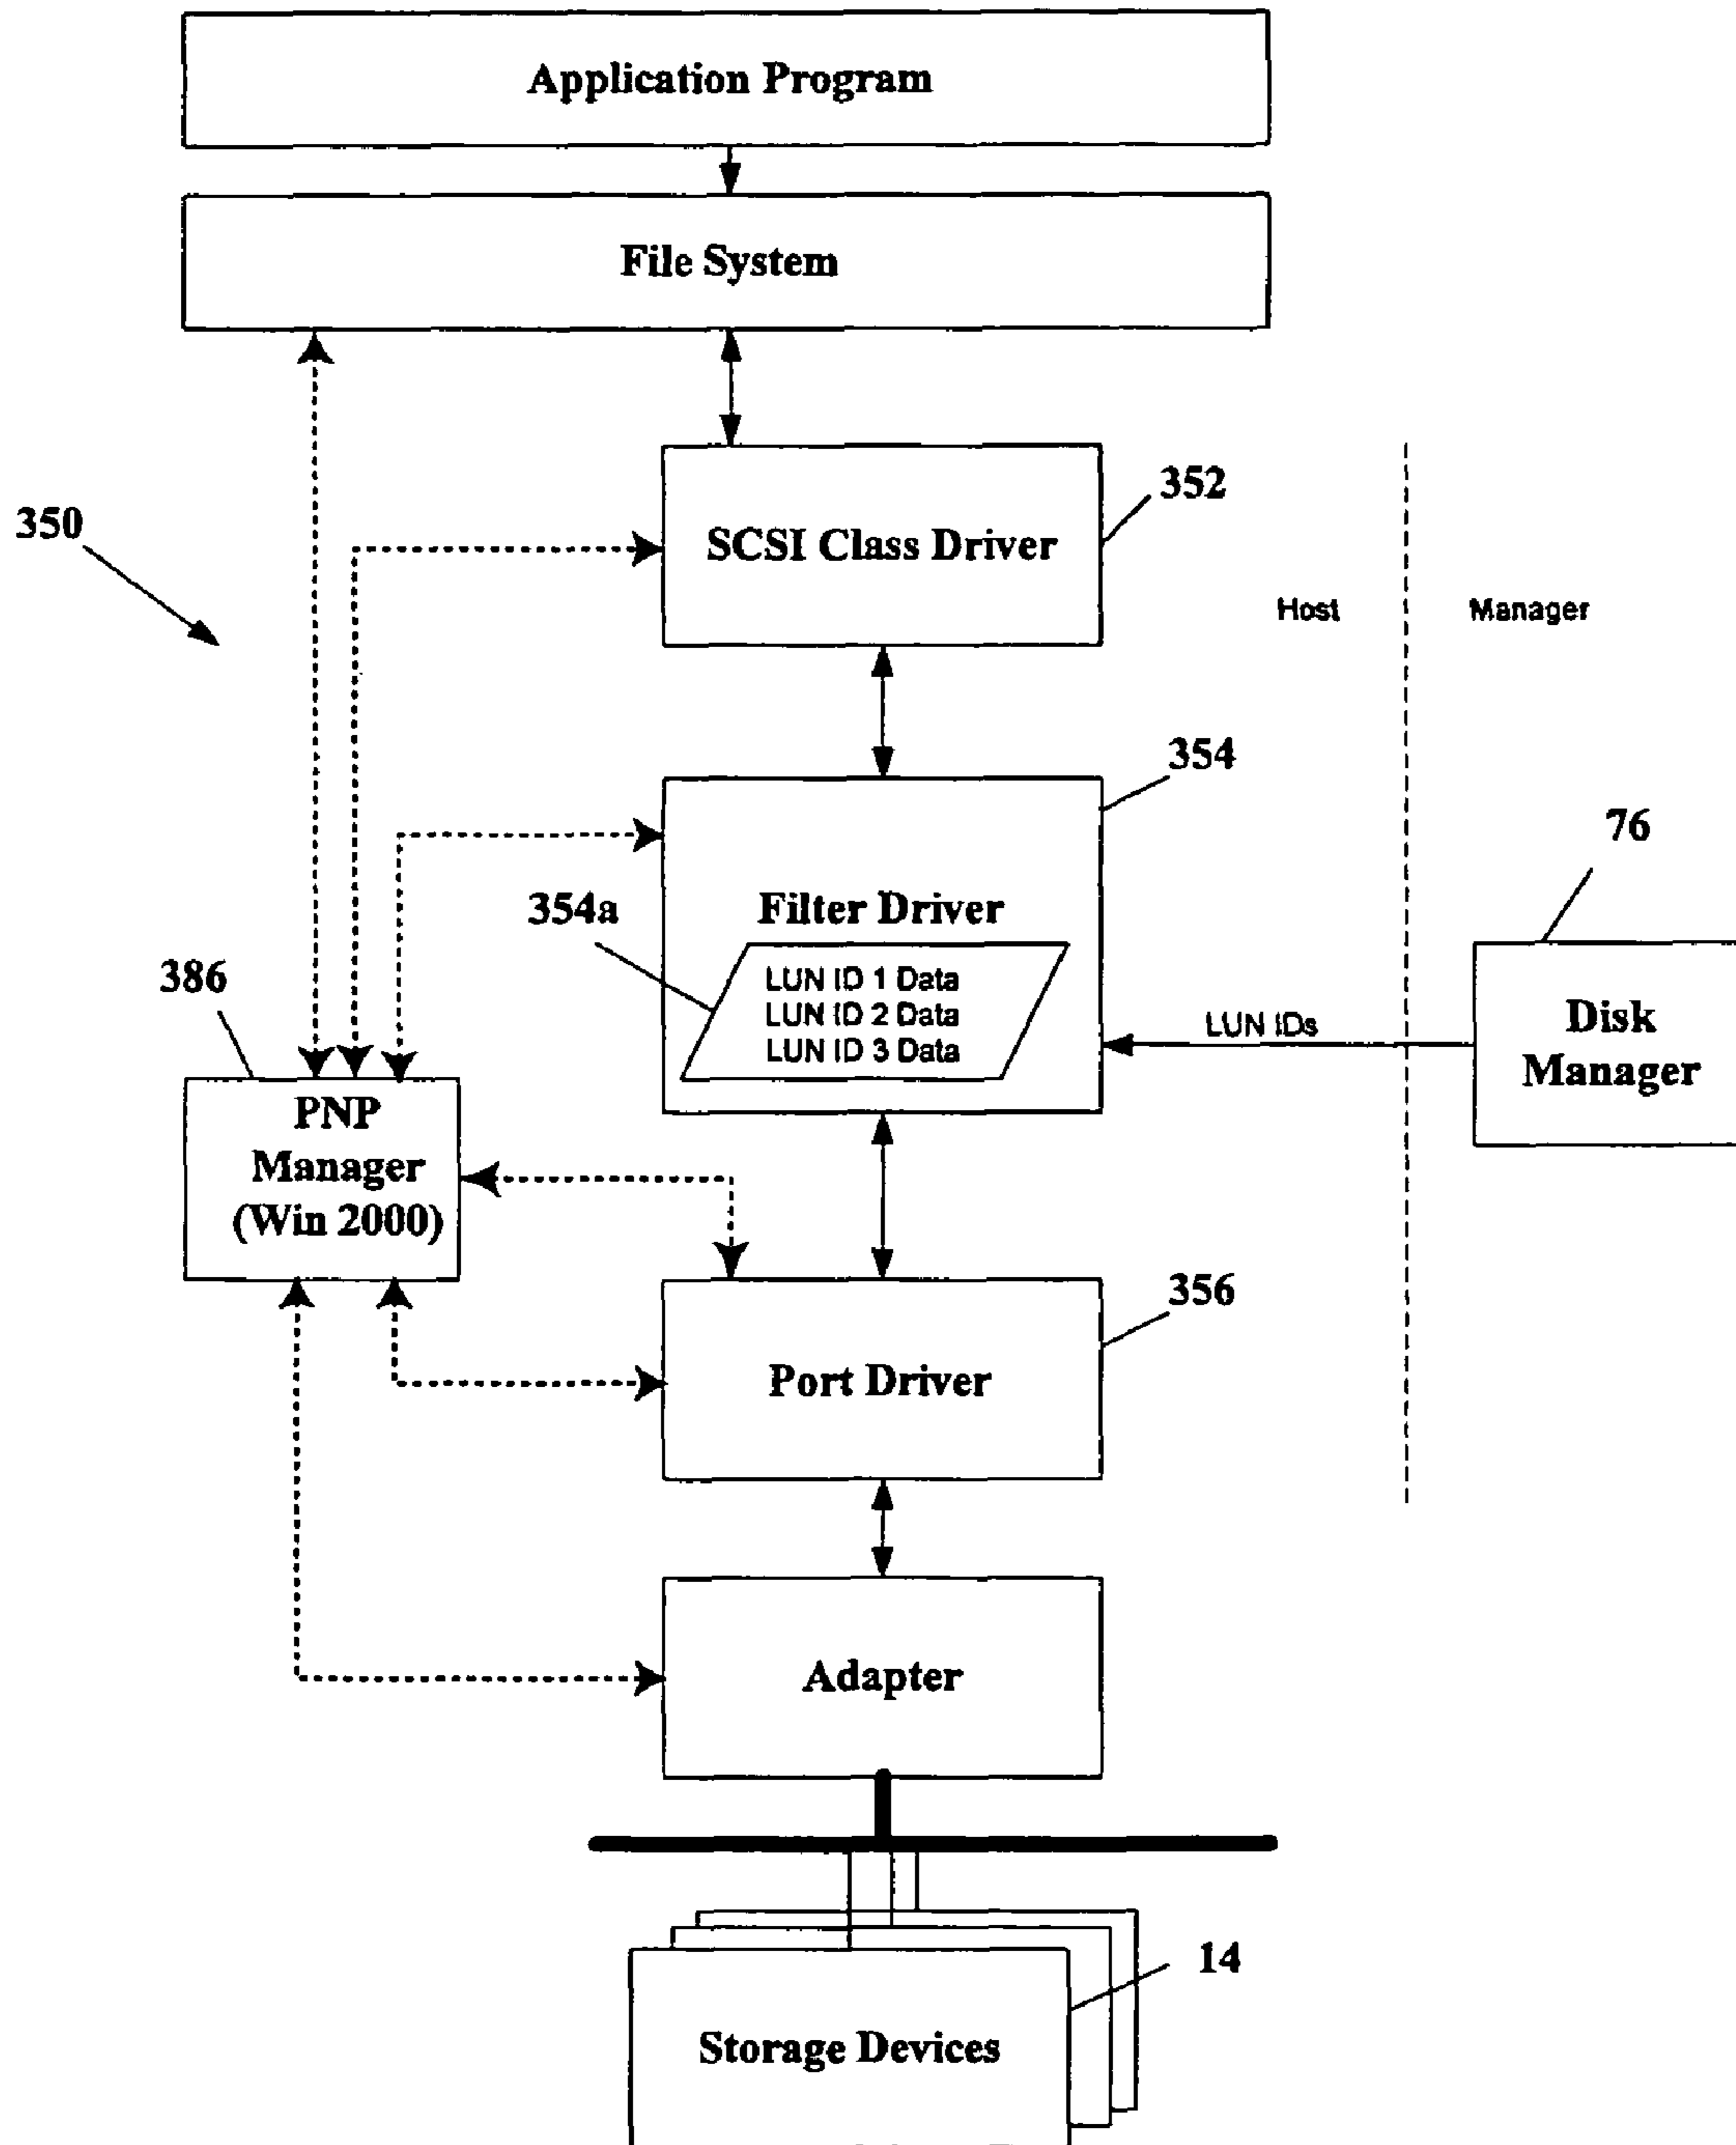 Application Program
File System
352
350
SCSI Class Driver
Host
Manager
354
76
354a
Filter Driver
386
LUN ID 1 Data
LUN ID 2 Data
LUN ID 3 Data
LUN IDs
Disk
Manager
PNP
Manager
(Win 2000)
356
Port Driver
Adapter
14
Storage Devices